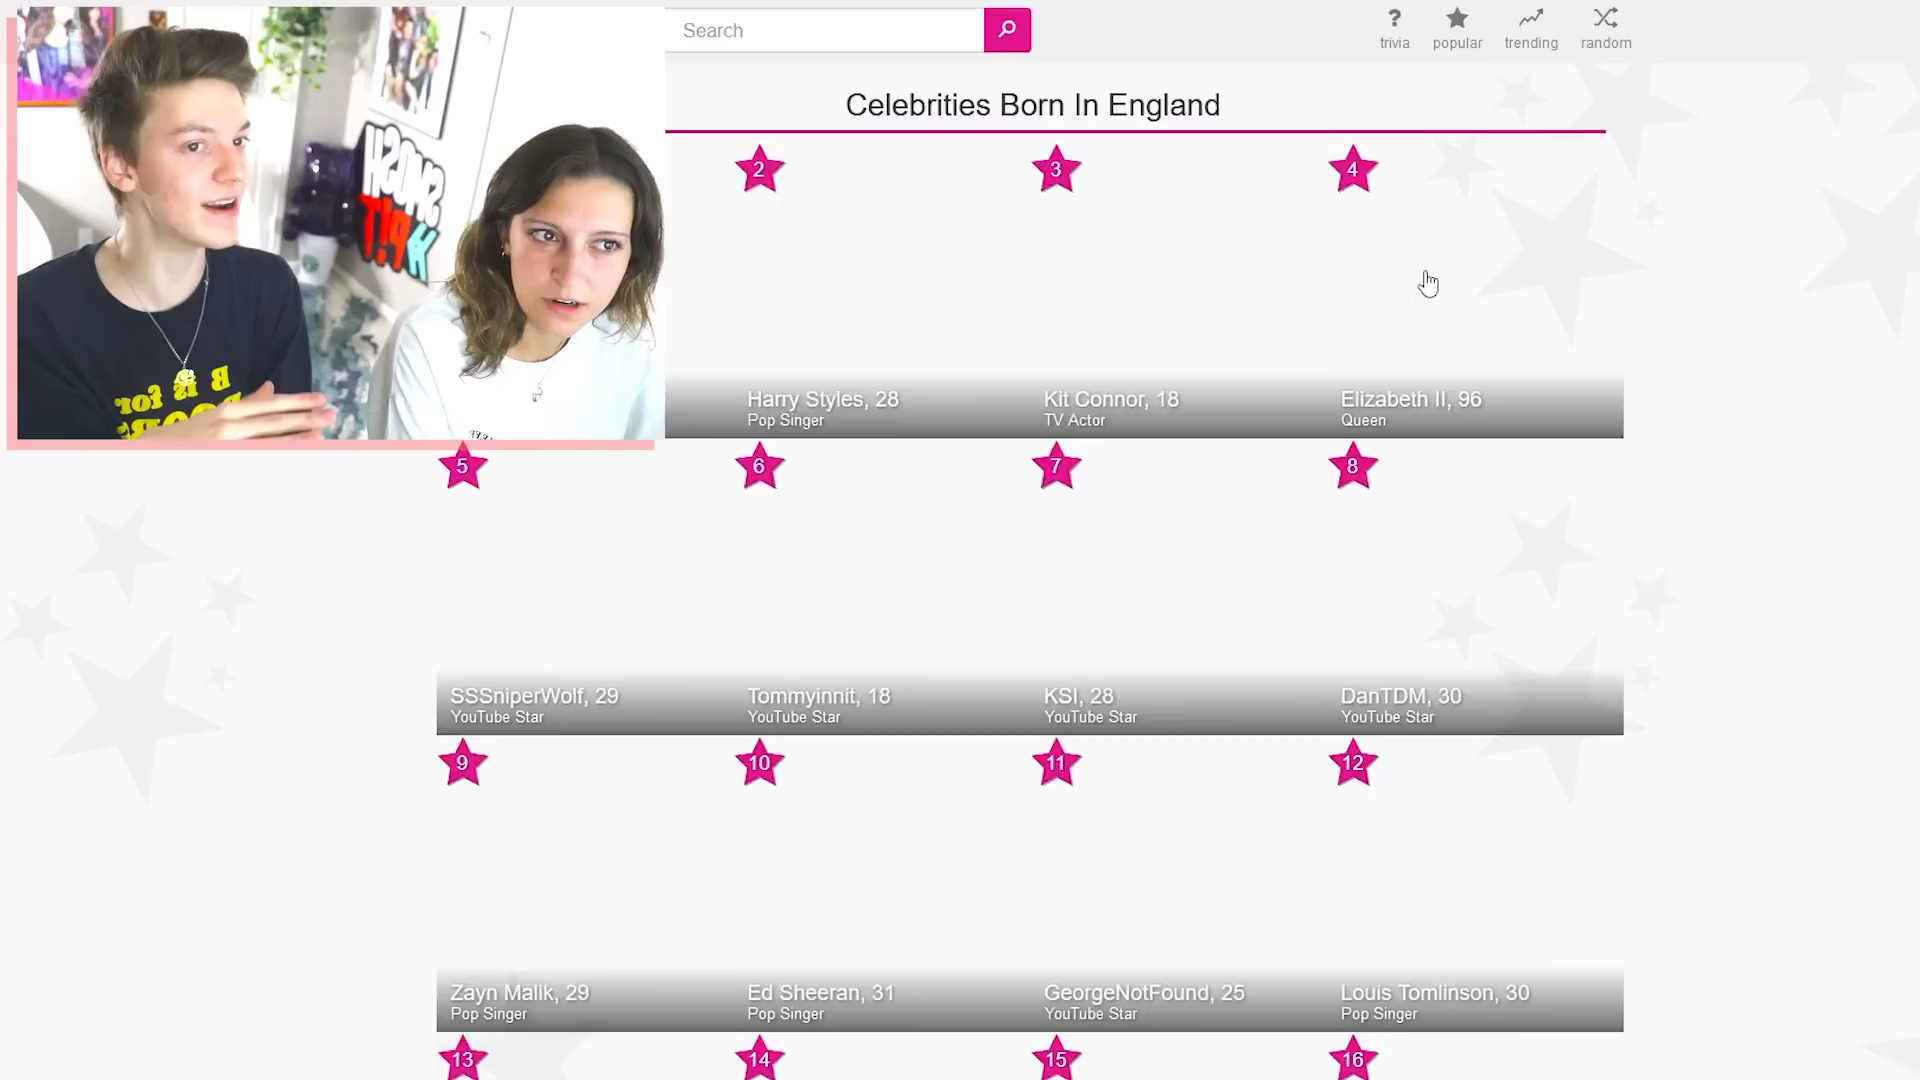 Search
trivia
popular
trending
random
Celebrities Born In England
2
3
4
Harry Styles, 28
Pop Singer
Kit Connor, 18
TV Actor
Elizabeth II, 96
Queen
5
6
7
8
SSSniperWolf, 29
YouTube Star
Tommyinnit, 18
YouTube Star
KSI, 28
YouTube Star
DanTDM, 30
YouTube Star
9
10
11
12
Zayn Malik, 29
Pop Singer
Ed Sheeran, 31
Pop Singer
GeorgeNotFound, 25
YouTube Star
Louis Tomlinson, 30
Pop Singer
13
14
15
16
SMOSH
B is for